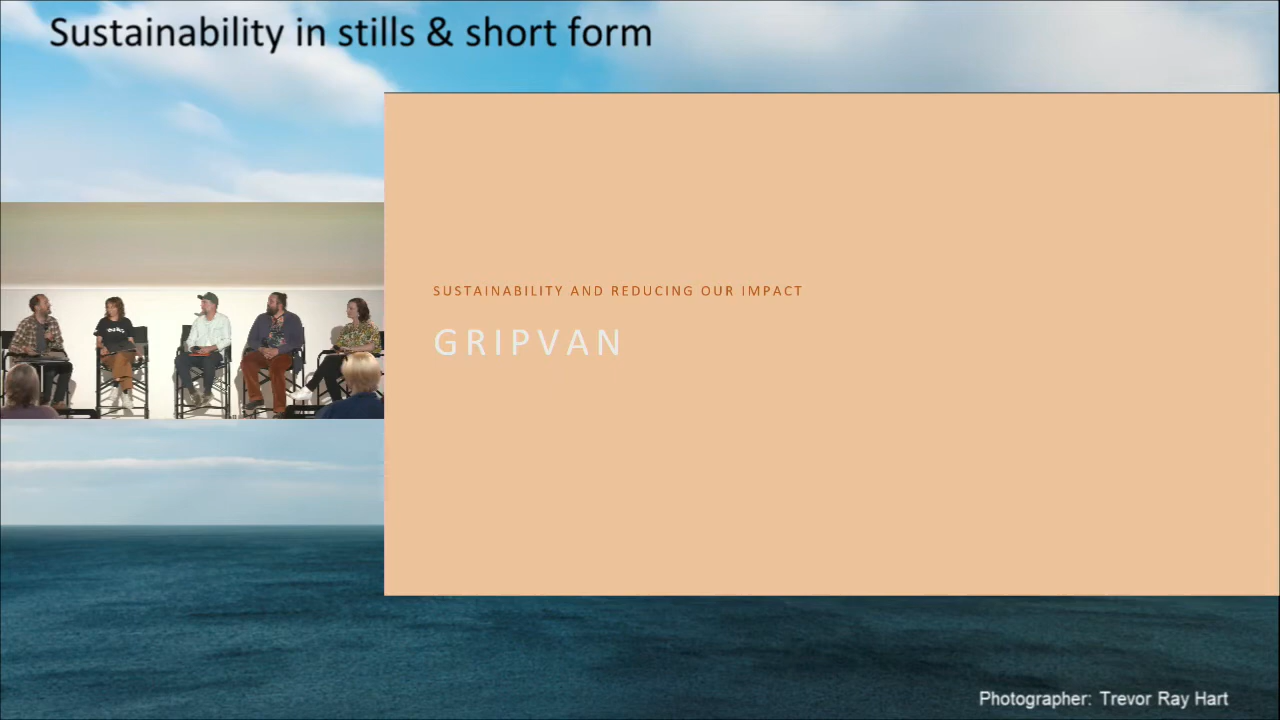 Sustainability in stills & short form
SUSTAINABILITY AND REDUCING OUR IMPACT
GRIPVAN
Photographer: Trevor Ray Hart